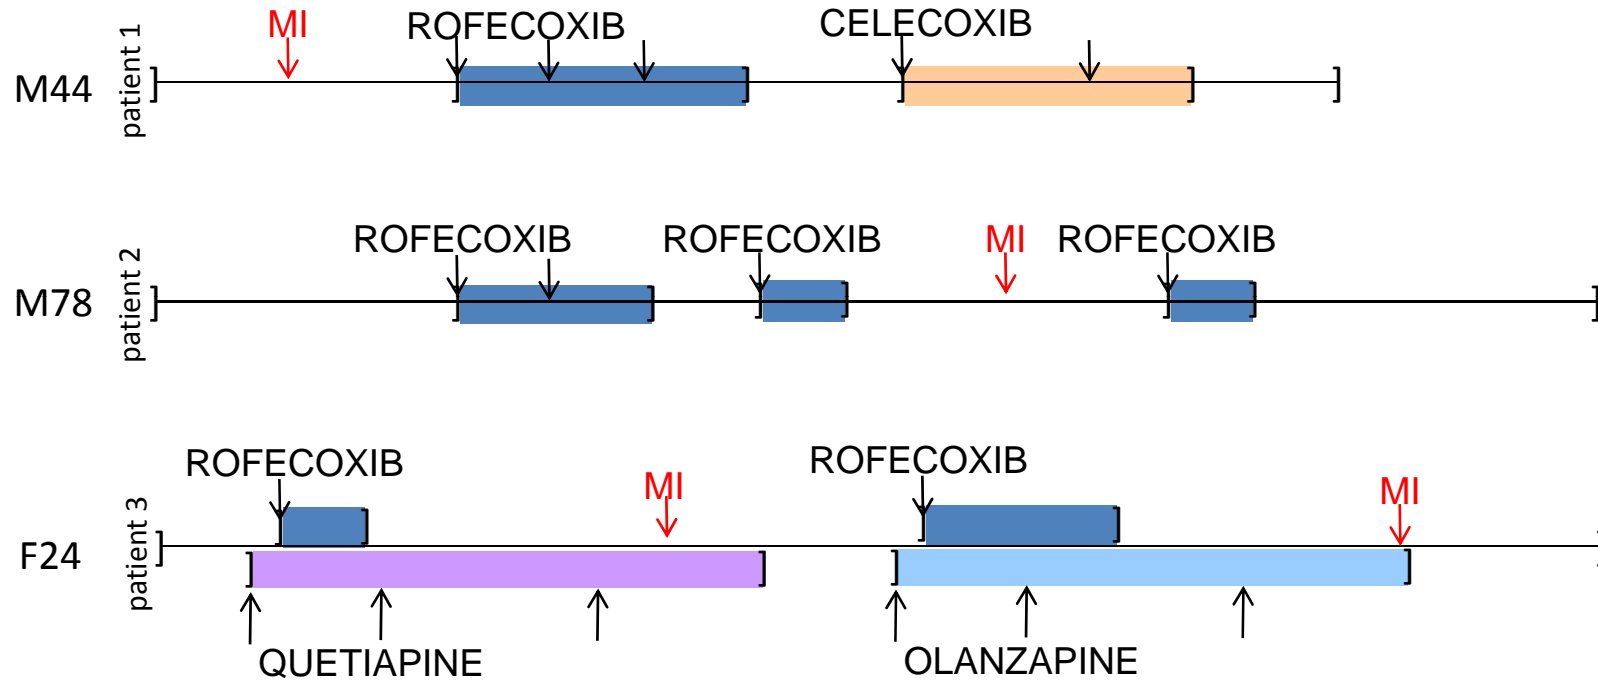 M44
patient 1
MI
ROFECOXIB
CELECOXIB
M78
patient 2
ROFECOXIB
ROFECOXIB
MI
ROFECOXIB
F24
patient 3
ROFECOXIB
MI
ROFECOXIB
MI
QUETIAPINE
OLANZAPINE